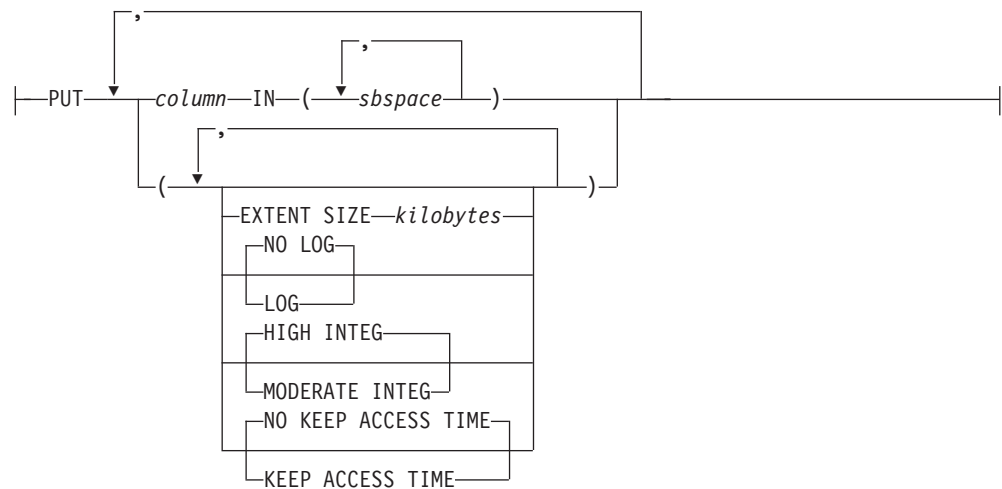 ,
,
PUT column IN ( sbspace )
,
( )
EXTENT SIZE kilobytes
NO LOG
LOG
HIGH INTEG
MODERATE INTEG
NO KEEP ACCESS TIME
KEEP ACCESS TIME